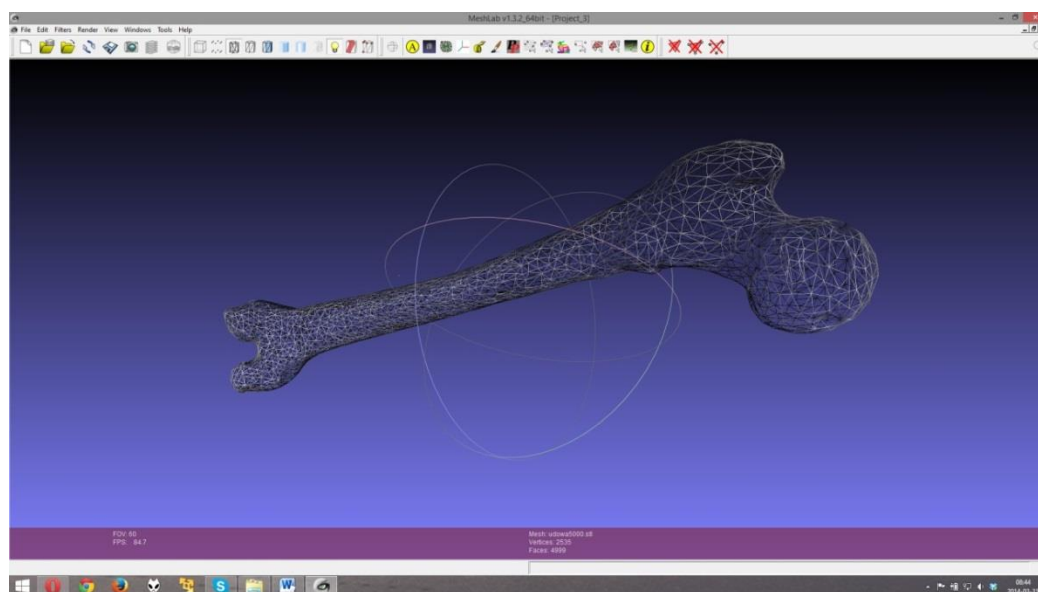 MeshLab v1.3.2_64bit - [Project_3]
File Edit Filters Render View Windows Tools Help
FOV: 60
FPS: 84.7
Mesh: udowa5000.stl
Vertices: 2535
Faces: 4999
08:44